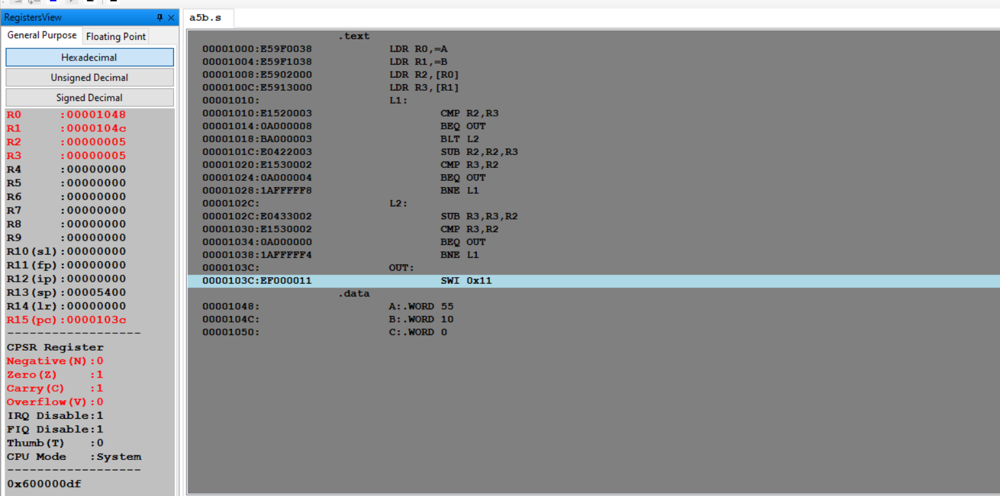 RegistersView
General Purpose Floating Point
Hexadecimal
Unsigned Decimal
Signed Decimal
R0 :00001048
R1 :0000104c
R2 :00000005
R3 :00000005
R4 :00000000
R5 :00000000
R6 :00000000
R7 :00000000
R8 :00000000
R9 :00000000
R10(sl):00000000
R11(fp):00000000
R12(ip):00000000
R13(sp):00005400
R14(lr):00000000
R15(pc):0000103c
------------------
CPSR Register
Negative(N):0
Zero(Z) :1
Carry(C) :1
Overflow(V):0
IRQ Disable:1
FIQ Disable:1
Thumb(T) :0
CPU Mode :System
------------------
0x600000df
a5b.s
.text
00001000:E59F0038 LDR R0,=A
00001004:E59F1038 LDR R1,=B
00001008:E5902000 LDR R2,[R0]
0000100C:E5913000 LDR R3,[R1]
00001010: L1:
00001010:E1520003 CMP R2,R3
00001014:0A000008 BEQ OUT
00001018:BA000003 BLT L2
0000101C:E0422003 SUB R2,R2,R3
00001020:E1530002 CMP R3,R2
00001024:0A000004 BEQ OUT
00001028:1AFFFFF8 BNE L1
0000102C: L2:
0000102C:E0433002 SUB R3,R3,R2
00001030:E1530002 CMP R3,R2
00001034:0A000000 BEQ OUT
00001038:1AFFFFF4 BNE L1
0000103C: OUT:
0000103C:EF000011 SWI 0x11
.data
00001048: A:.WORD 55
0000104C: B:.WORD 10
00001050: C:.WORD 0